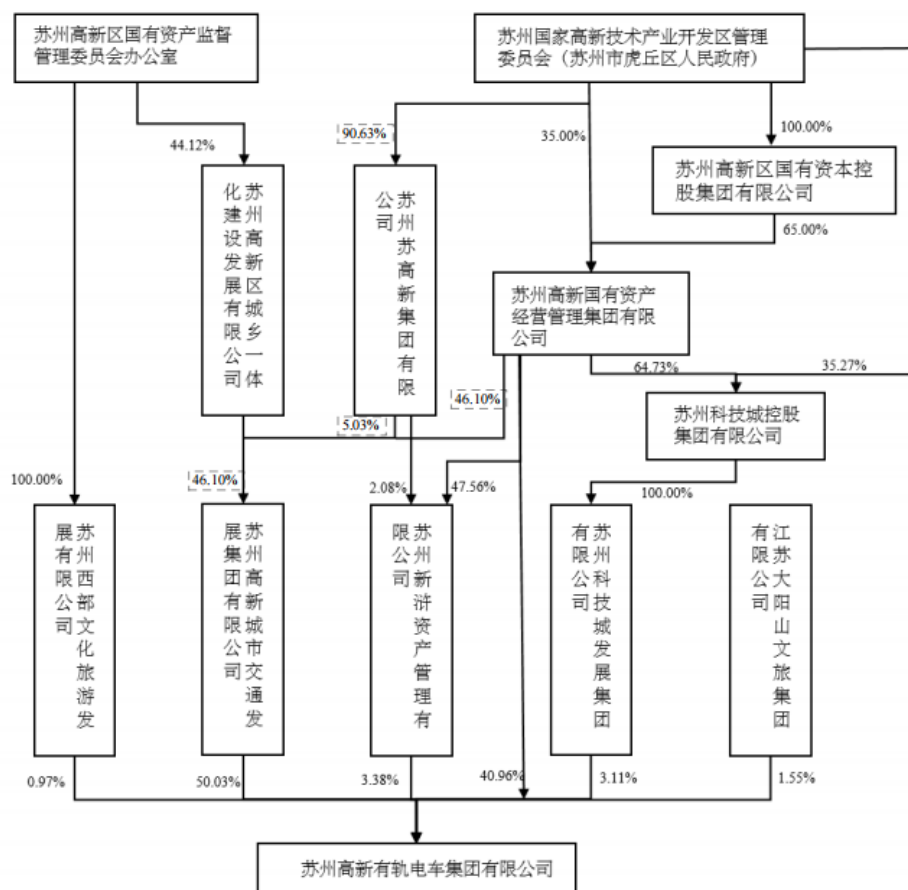 苏州高新区国有资产监督
管理委员会办公室
苏州国家高新技术产业开发区管理
委员会（苏州市虎丘区人民政府）
44.12%
90.63%
35.00%
100.00%
苏州高新区国有资本控
股集团有限公司
65.00%
苏州高新区城乡一体
化建设发展有限公司
苏州苏高新集团有限
公司
苏州高新国有资产
经营管理集团有限
公司
64.73%
35.27%
46.10%
5.03%
苏州科技城控股
集团有限公司
100.00%
46.10%
2.08%
47.56%
100.00%
苏州西部文化旅游发
展有限公司
苏州高新城市交通发
展集团有限公司
苏州新浒资产管理有
限公司
苏州科技城发展集团
有限公司
江苏大阳山文旅集团
有限公司
0.97%
50.03%
3.38%
40.96%
3.11%
1.55%
苏州高新有轨电车集团有限公司